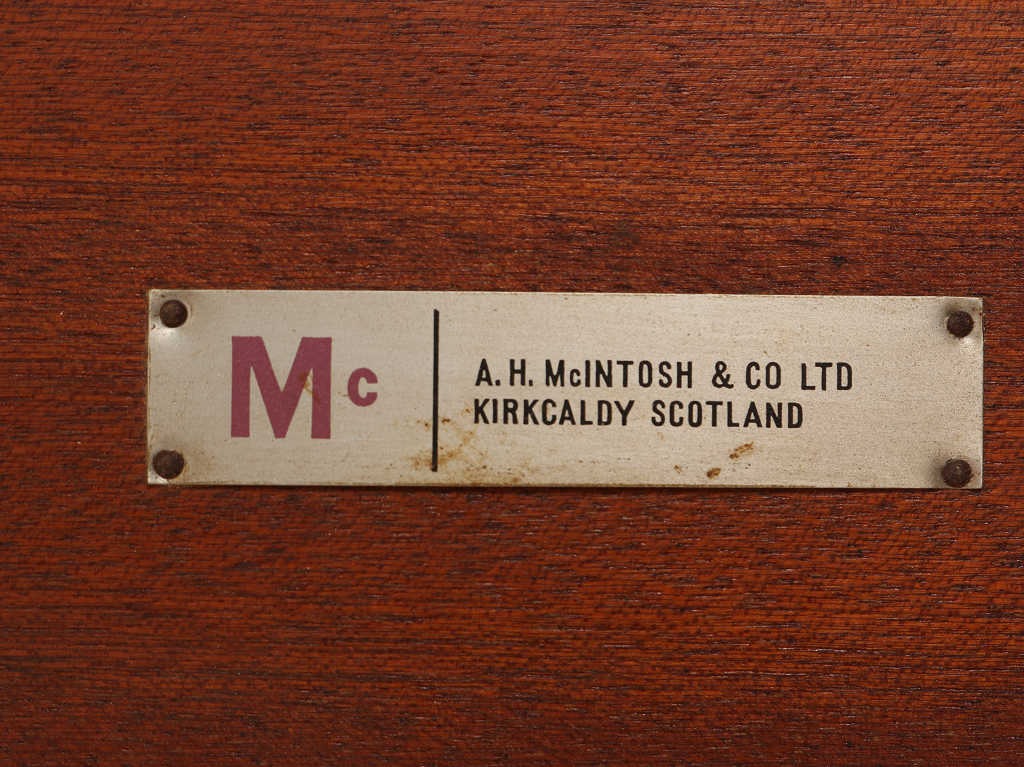 Mc
A. H. McINTOSH & CO LTD
KIRKCALDY SCOTLAND